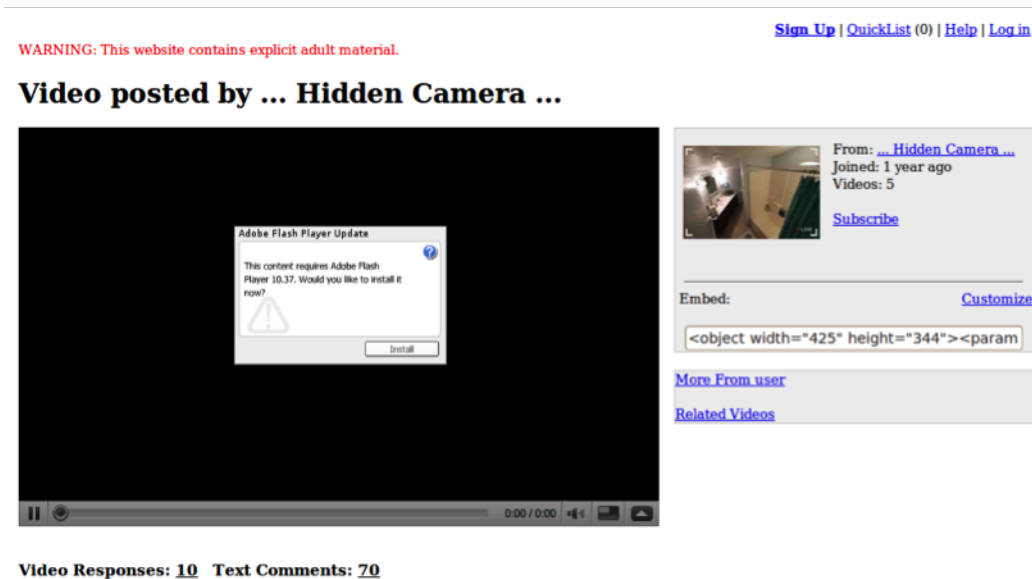 Sign Up | QuickList (0) | Help | Log in
WARNING: This website contains explicit adult material.
Video posted by ... Hidden Camera ...
Adobe Flash Player Update
This content requires Adobe Flash
Player 10.37. Would you like to install it
now?
Install
0:00 / 0:00
From: ... Hidden Camera ...
Joined: 1 year ago
Videos: 5
Subscribe
Embed:
Customize
<object width="425" height="344"><param
More From user
Related Videos
Video Responses: 10 Text Comments: 70